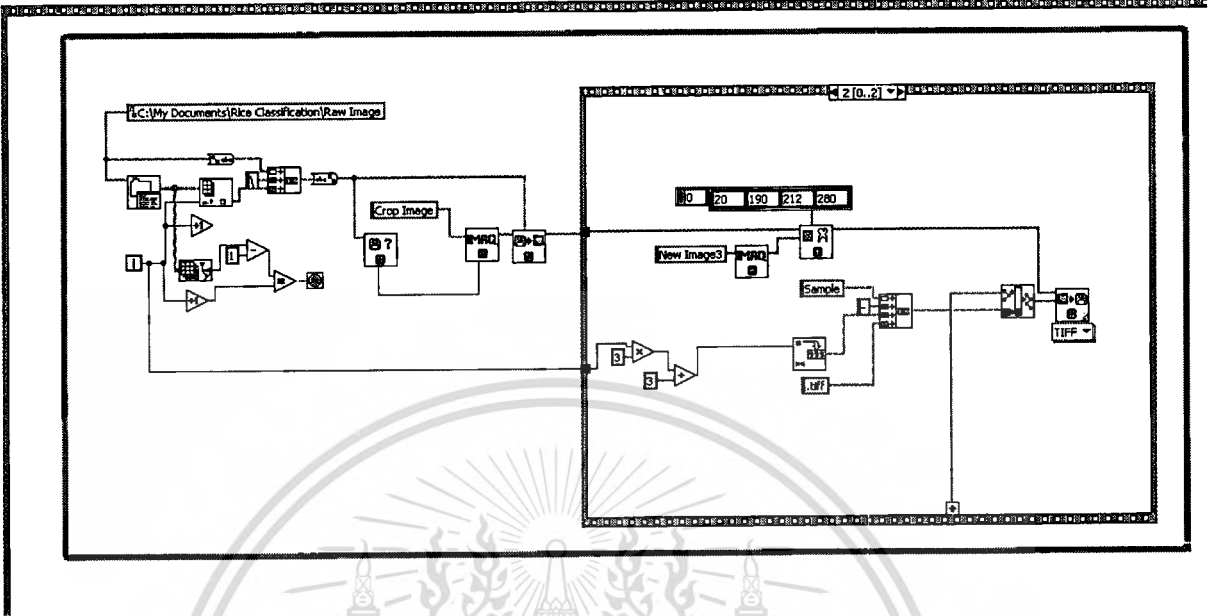 C:\My Documents\Rice Classification\Raw Image
2 [0..2]
0 20 190 212 280
Crop Image
IMAQ
New Image3
IMAQ
Sample
1
TIFF
3
3
.tiff